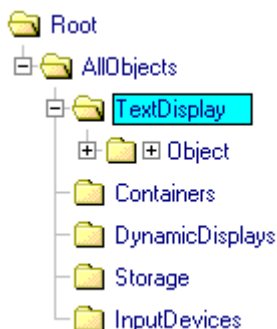 Root
AllObjects
TextDisplay
Object
Containers
DynamicDisplays
Storage
InputDevices